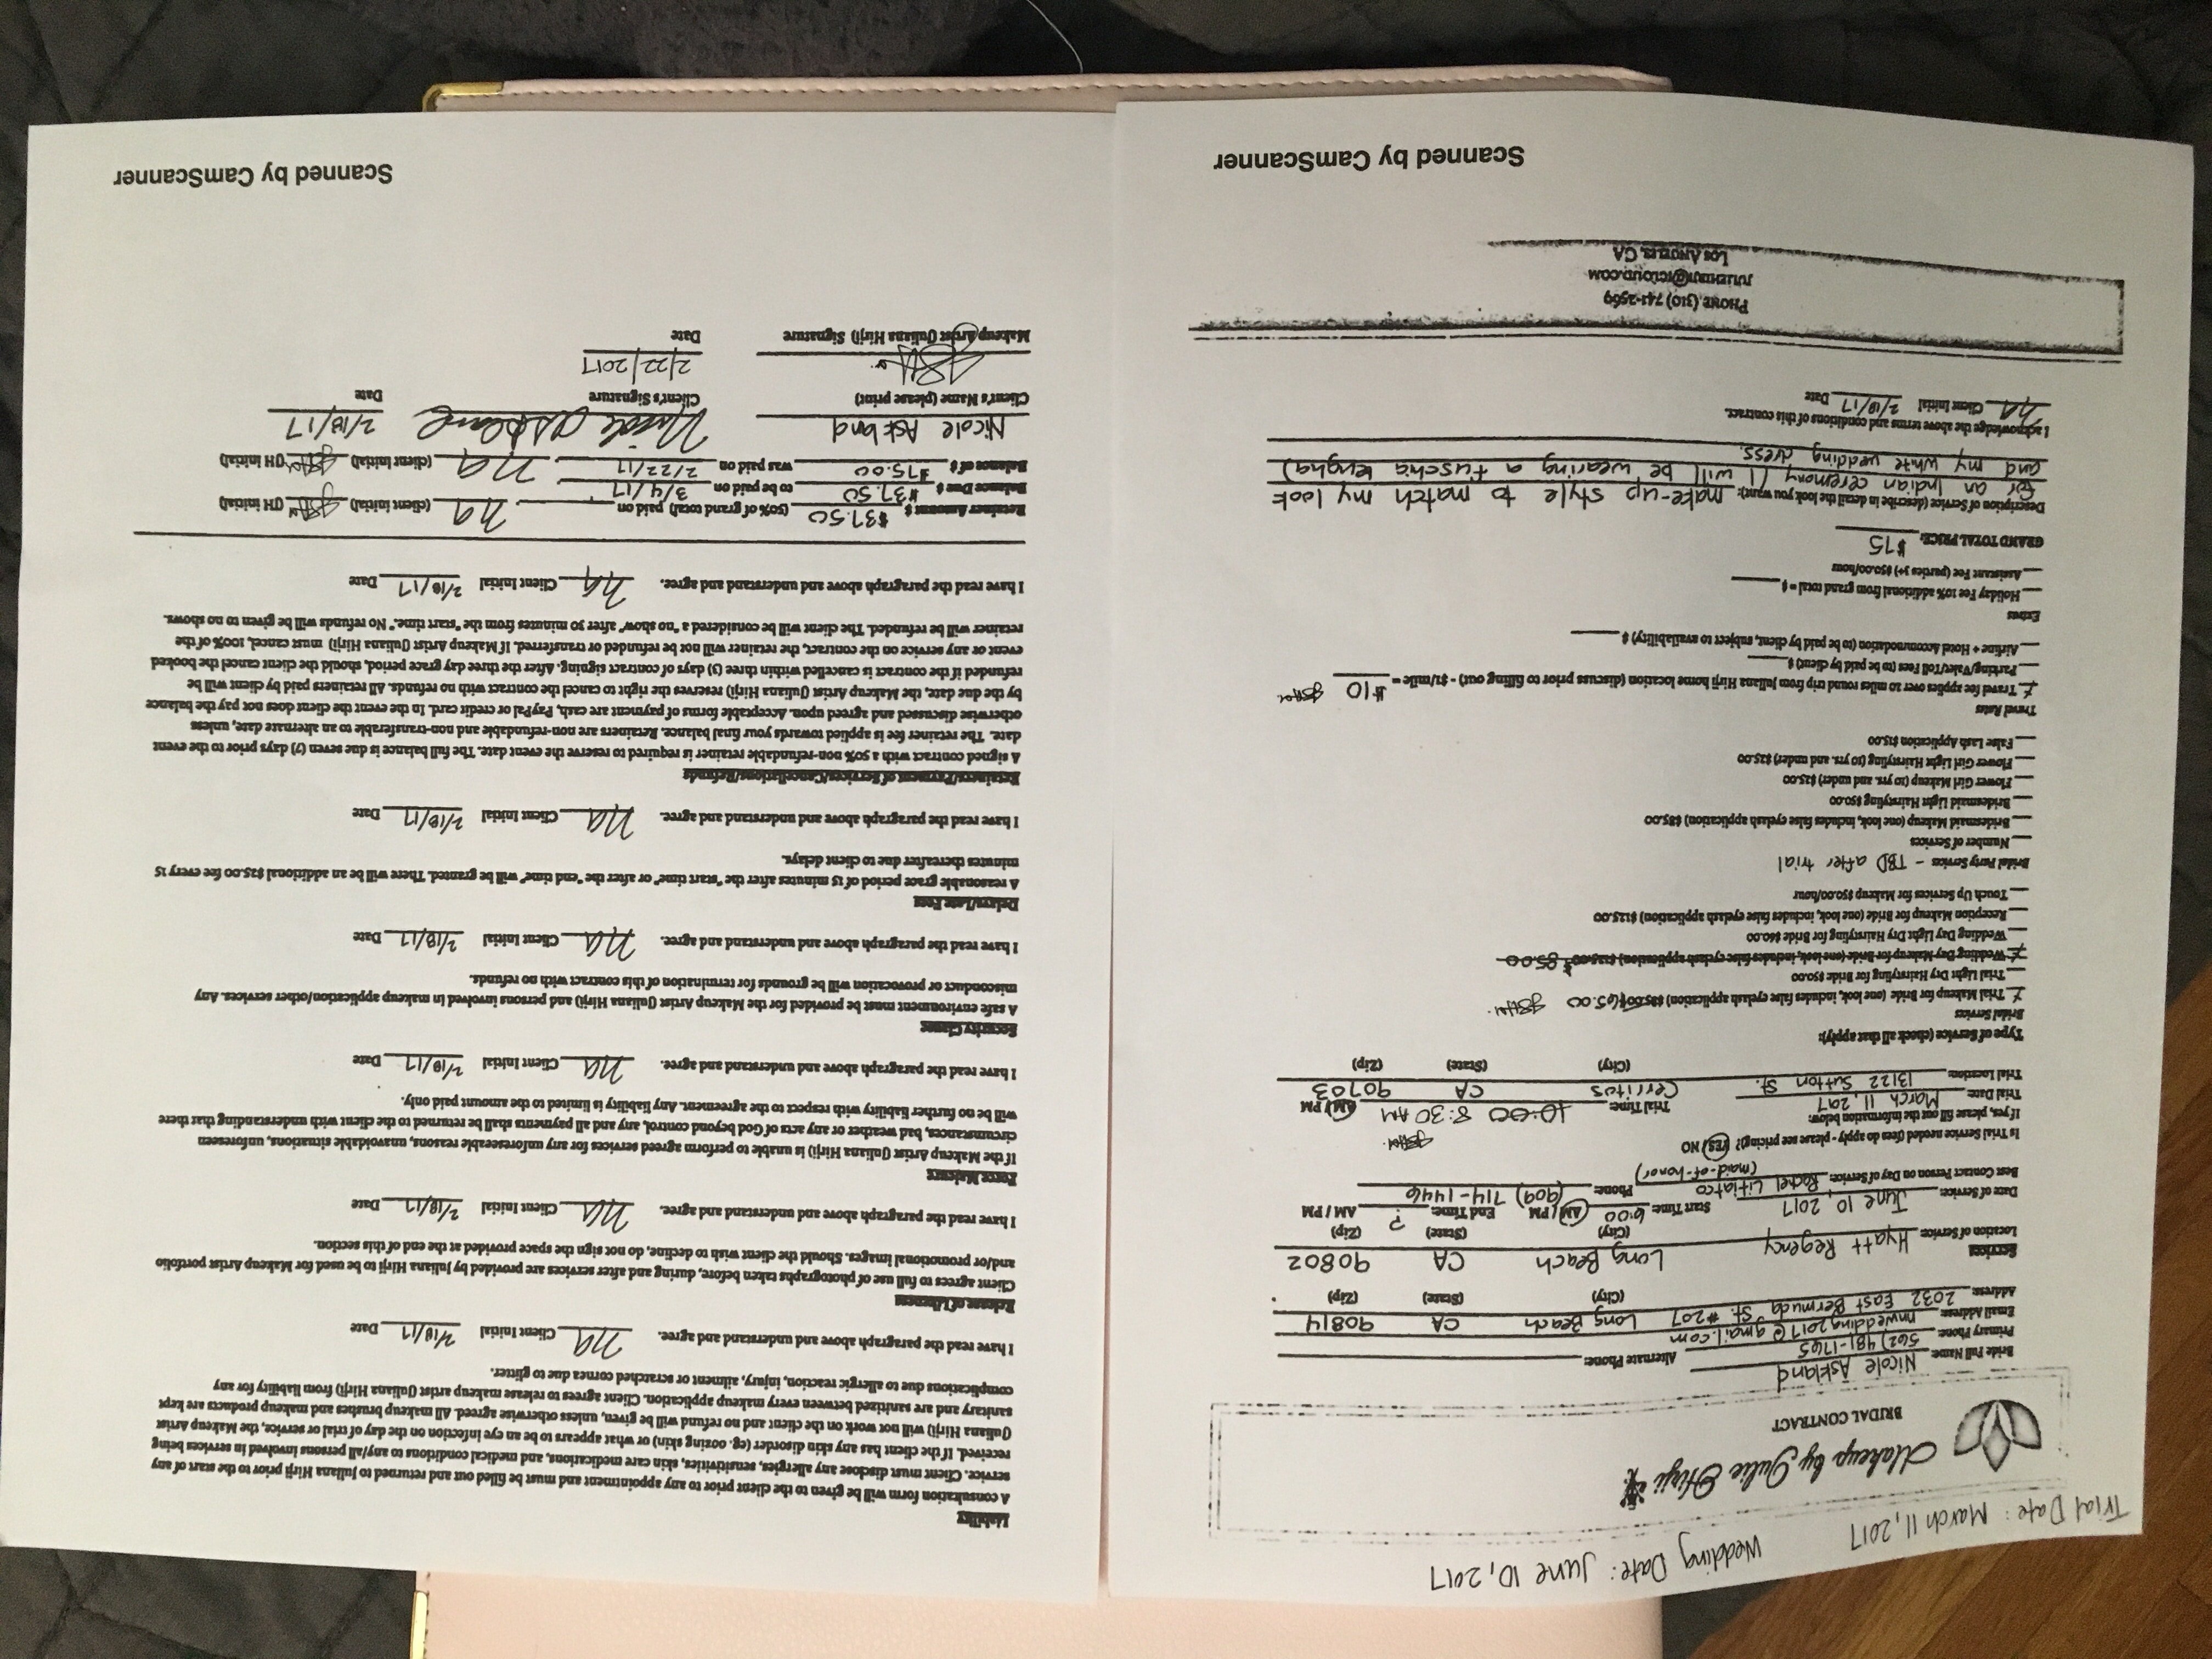 Trial Date: March 11, 2017 Wedding Date: June 10, 2017
Makeup by Julie Hirji
BRIDAL CONTRACT
Bride Full Name: Nicole Askland
Primary Phone: 562) 481-1765 Alternate Phone:
Email Address: nnwedding2017@gmail.com
Address: 2032 East Bermuda St. #207 Long Beach CA 90814
(City) (State) (Zip)
Services
Location of Service: Hyatt Regency Long Beach CA 90802
(City) (State) (Zip)
Date of Service: June 10, 2017 Start Time: 6:00 AM / PM End Time: ? AM / PM
Best Contact Person on Day of Service: Rachel Litiatco (maid-of-honor) Phone: (909) 714-1446
Is Trial Service needed (fees do apply - please see pricing)? YES / NO
If yes, please fill out the information below:
Trial Date: March 11, 2017 Trial Time: 10:00 8:30 AM AM / PM
Trial Location: 13122 Sutton St. Cerritos CA 90703
(City) (State) (Zip)
Type of Service (check all that apply):
Bridal Services
Trial Makeup for Bride (one look, includes false eyelash application) $85.00 $65.00
Trial Light Dry Hairstyling for Bride $50.00
Wedding Day Makeup for Bride (one look, includes false eyelash application) $125.00 $85.00
Wedding Day Light Dry Hairstyling for Bride $60.00
Reception Makeup for Bride (one look, includes false eyelash application) $125.00
Touch Up Services for Makeup $50.00/hour
Bridal Party Services - TBD after trial
Number of Services
Bridesmaid Makeup (one look, includes false eyelash application) $85.00
Bridesmaid Light Hairstyling $50.00
Flower Girl Makeup (10 yrs. and under) $25.00
Flower Girl Light Hairstyling (10 yrs. and under) $25.00
False Lash Application $15.00
Travel Rates
Travel fee applies over 20 miles round trip from Juliana Hirji home location (discuss prior to filling out) - $1/mile = $10
Parking/Valet/Toll Fees (to be paid by client) $
Airline + Hotel Accommodation (to be paid by client, subject to availability) $
Extras
Holiday Fee 10% additional from grand total = $
Assistant Fee (parties 7+) $50.00/hour
GRAND TOTAL PRICE: $75
Description of Service (describe in detail the look you want): make-up style to match my look
for an Indian ceremony (I will be wearing a fuschia lengha)
and my white wedding dress.
I acknowledge the above terms and conditions of this contract.
na Client Initial 2/18/17 Date
PHONE (310) 741-2569
JULIEHIRJI@ICLOUD.COM
LOS ANGELES, CA
Scanned by CamScanner
Liability
A consultation form will be given to the client prior to any appointment and must be filled out and returned to Juliana Hirji prior to the start of any
service. Client must disclose any allergies, sensitivities, skin care medications, and medical conditions to any/all persons involved in services being
received. If the client has any skin disorder (eg. oozing skin) or what appears to be an eye infection on the day of trial or service, the Makeup Artist
(Juliana Hirji) will not work on the client and no refund will be given, unless otherwise agreed. All makeup brushes and makeup products are kept
sanitary and are sanitized between every makeup application. Client agrees to release makeup artist (Juliana Hirji) from liability for any
complications due to allergic reaction, injury, ailment or scratched cornea due to glitter.
I have read the paragraph above and understand and agree. na Client Initial 2/18/17 Date
Release of Likeness
Client agrees to full use of photographs taken before, during and after services are provided by Juliana Hirji to be used for Makeup Artist portfolio
and/or promotional images. Should the client wish to decline, do not sign the space provided at the end of this section.
I have read the paragraph above and understand and agree. na Client Initial 2/18/17 Date
Force Majeure
If the Makeup Artist (Juliana Hirji) is unable to perform agreed services for any unforeseeable reasons, unavoidable situations, unforeseen
circumstances, bad weather or any acts of God beyond control, any and all payments shall be returned to the client with understanding that there
will be no further liability with respect to the agreement. Any liability is limited to the amount paid only.
I have read the paragraph above and understand and agree. na Client Initial 2/18/17 Date
Security Clause
A safe environment must be provided for the Makeup Artist (Juliana Hirji) and persons involved in makeup application/other services. Any
misconduct or provocation will be grounds for termination of this contract with no refunds.
I have read the paragraph above and understand and agree. na Client Initial 2/18/17 Date
Delays/Late Fees
A reasonable grace period of 15 minutes after the "start time" or after the "end time" will be granted. There will be an additional $25.00 fee every 15
minutes thereafter due to client delays.
I have read the paragraph above and understand and agree. na Client Initial 2/18/17 Date
Retainers/Payment of Services/Cancellations/Refunds
A signed contract with a 50% non-refundable retainer is required to reserve the event date. The full balance is due seven (7) days prior to the event
date. The retainer fee is applied towards your final balance. Retainers are non-refundable and non-transferable to an alternate date, unless
otherwise discussed and agreed upon. Acceptable forms of payment are cash, PayPal or credit card. In the event the client does not pay the balance
by the due date, the Makeup Artist (Juliana Hirji) reserves the right to cancel the contract with no refunds. All retainers paid by client will be
refunded if the contract is cancelled within three (3) days of contract signing. After the three day grace period, should the client cancel the booked
event or any service on the contract, the retainer will not be refunded or transferred. If Makeup Artist (Juliana Hirji) must cancel, 100% of the
retainer will be refunded. The client will be considered a "no show" after 30 minutes from the "start time." No refunds will be given to no shows.
I have read the paragraph above and understand and agree. na Client Initial 2/18/17 Date
Retainer Amount $ $37.50 (50% of grand total) paid on na (client initial) (JH initial)
Balance Due $ $37.50 to be paid on 3/4/17
Balance of $ $75.00 was paid on 2/22/17 na (client initial) (JH initial)
Nicole Askland Nicole Askland 2/18/17
Client's Name (please print) Client's Signature Date
2/22/2017
Makeup Artist (Juliana Hirji) Signature Date
Scanned by CamScanner